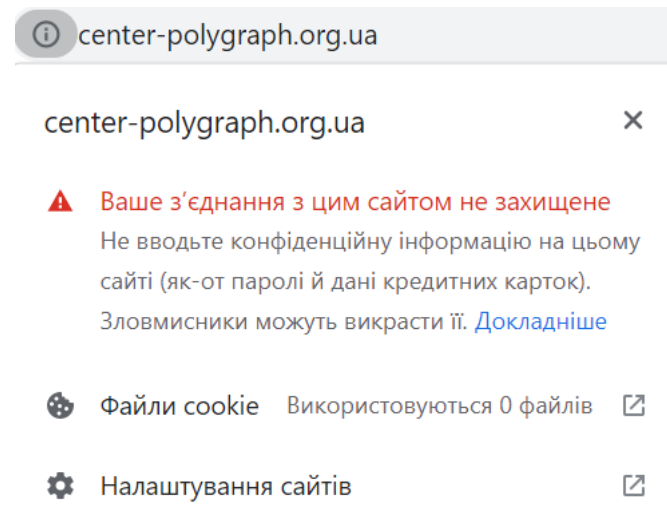 center-polygraph.org.ua
center-polygraph.org.ua
Ваше з’єднання з цим сайтом не захищене
Не вводьте конфіденційну інформацію на цьому
сайті (як-от паролі й дані кредитних карток).
Зловмисники можуть викрасти її. Докладніше
Файли cookie Використовуються 0 файлів
Налаштування сайтів